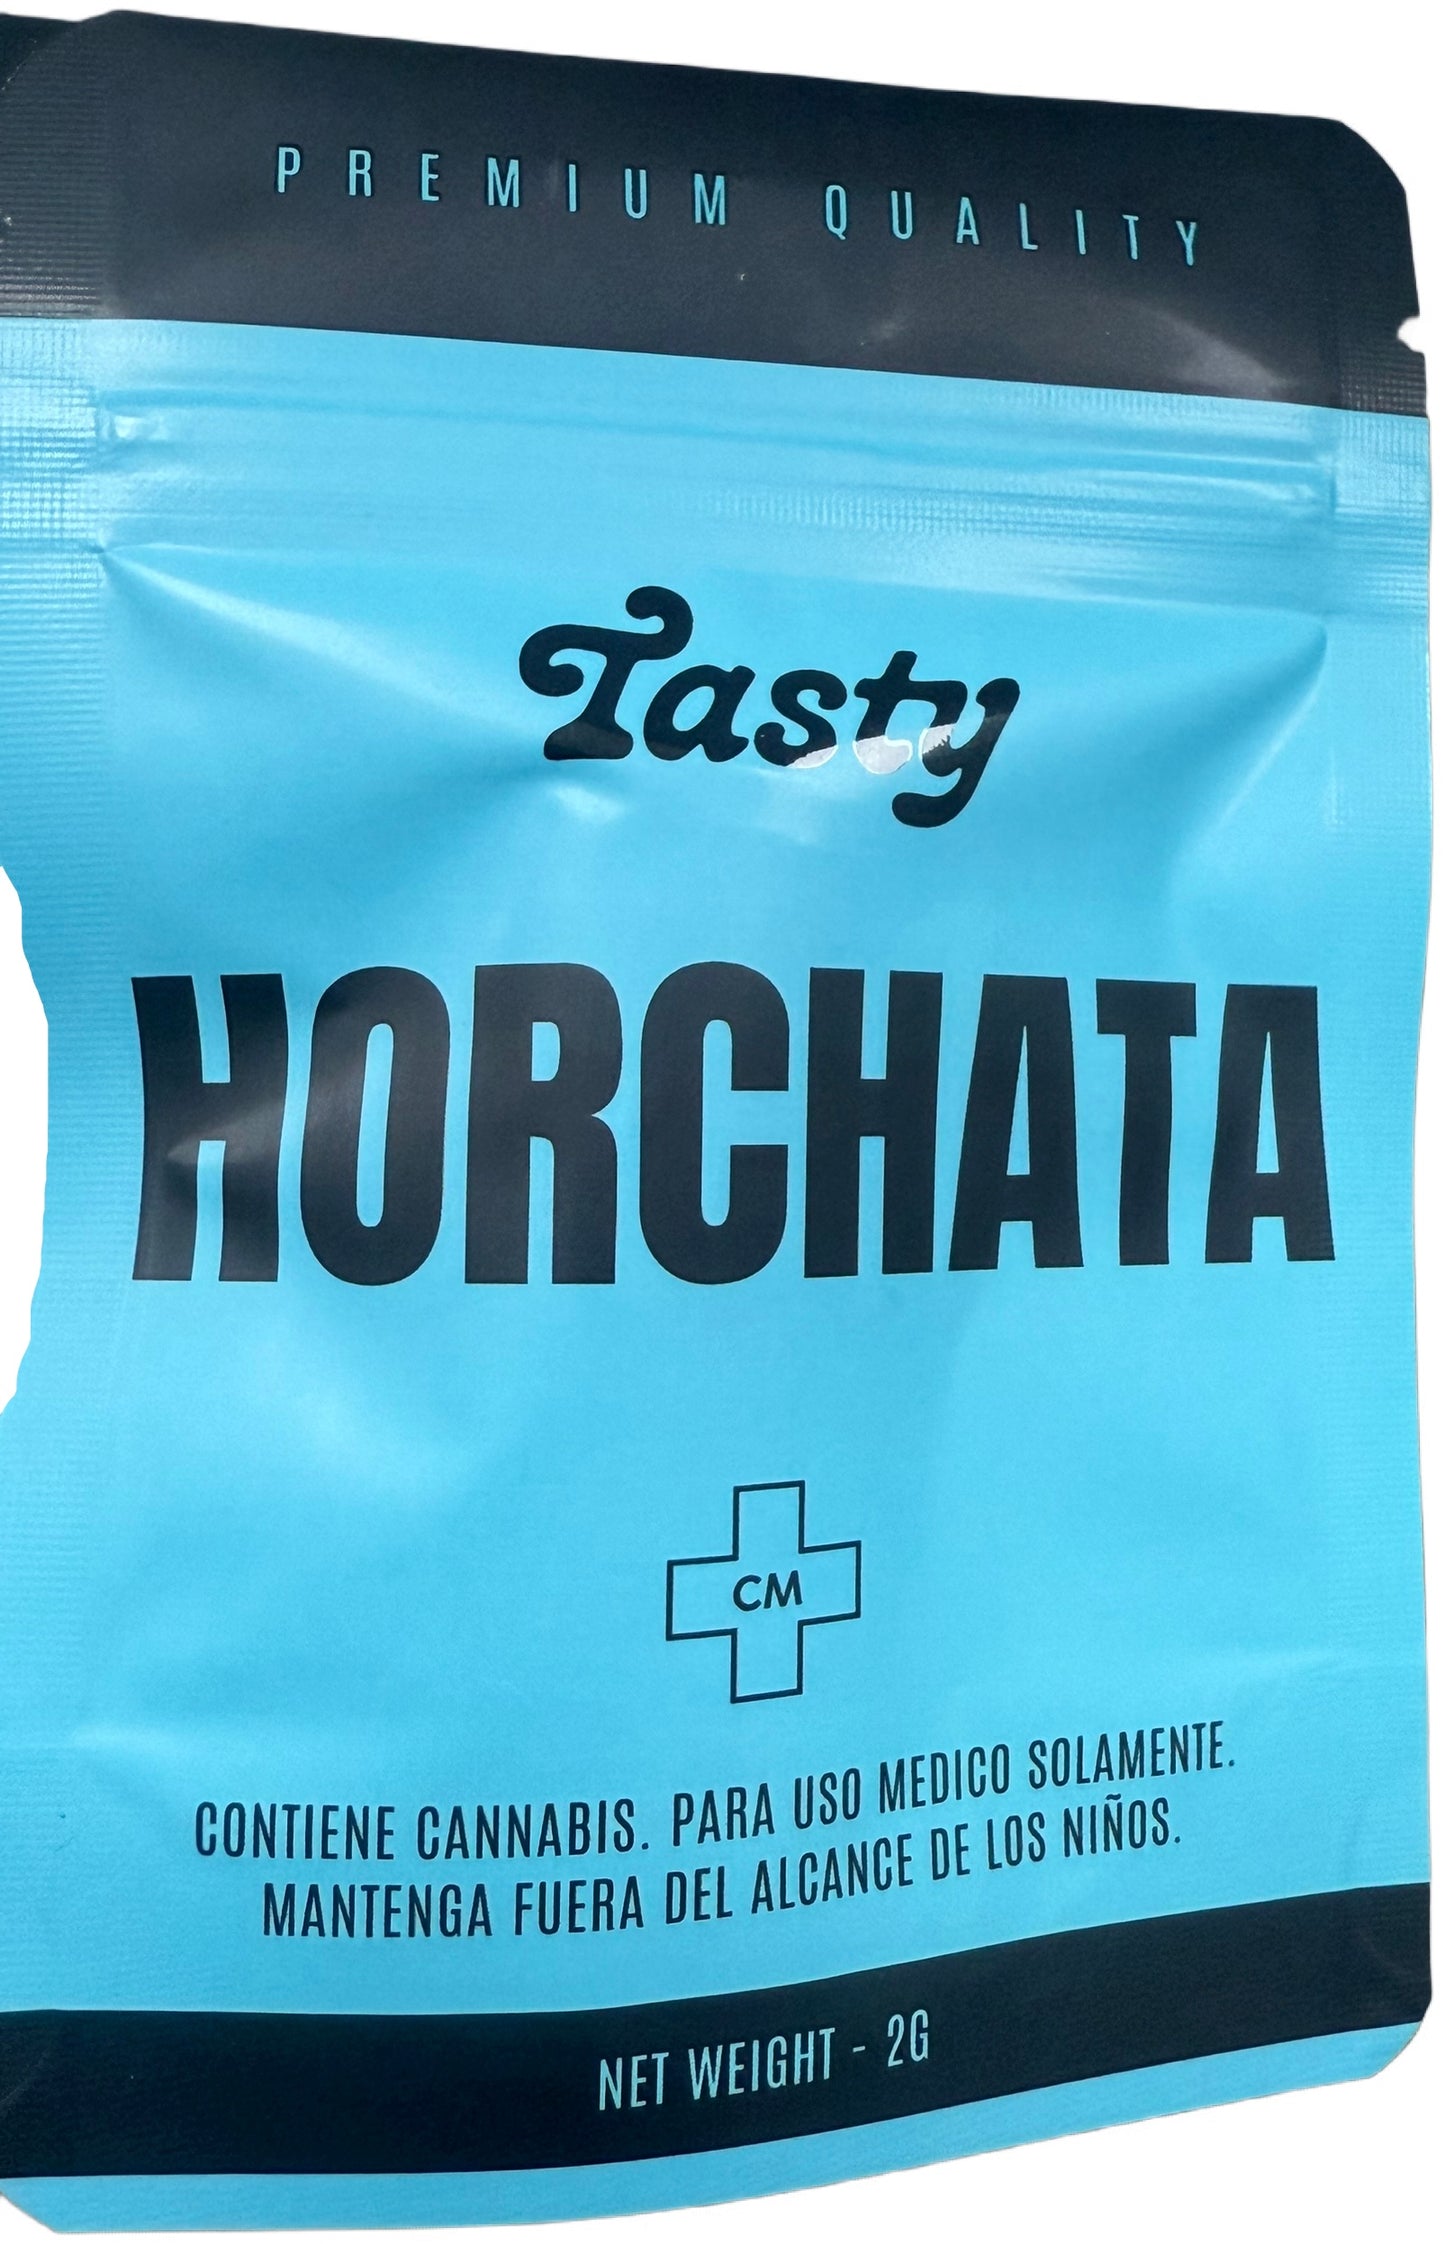 PREMIUM QUALITY
Tasty
HORCHATA
CM
CONTIENE CANNABIS. PARA USO MEDICO SOLAMENTE.
MANTENGA FUERA DEL ALCANCE DE LOS NIÑOS.
NET WEIGHT - 2G